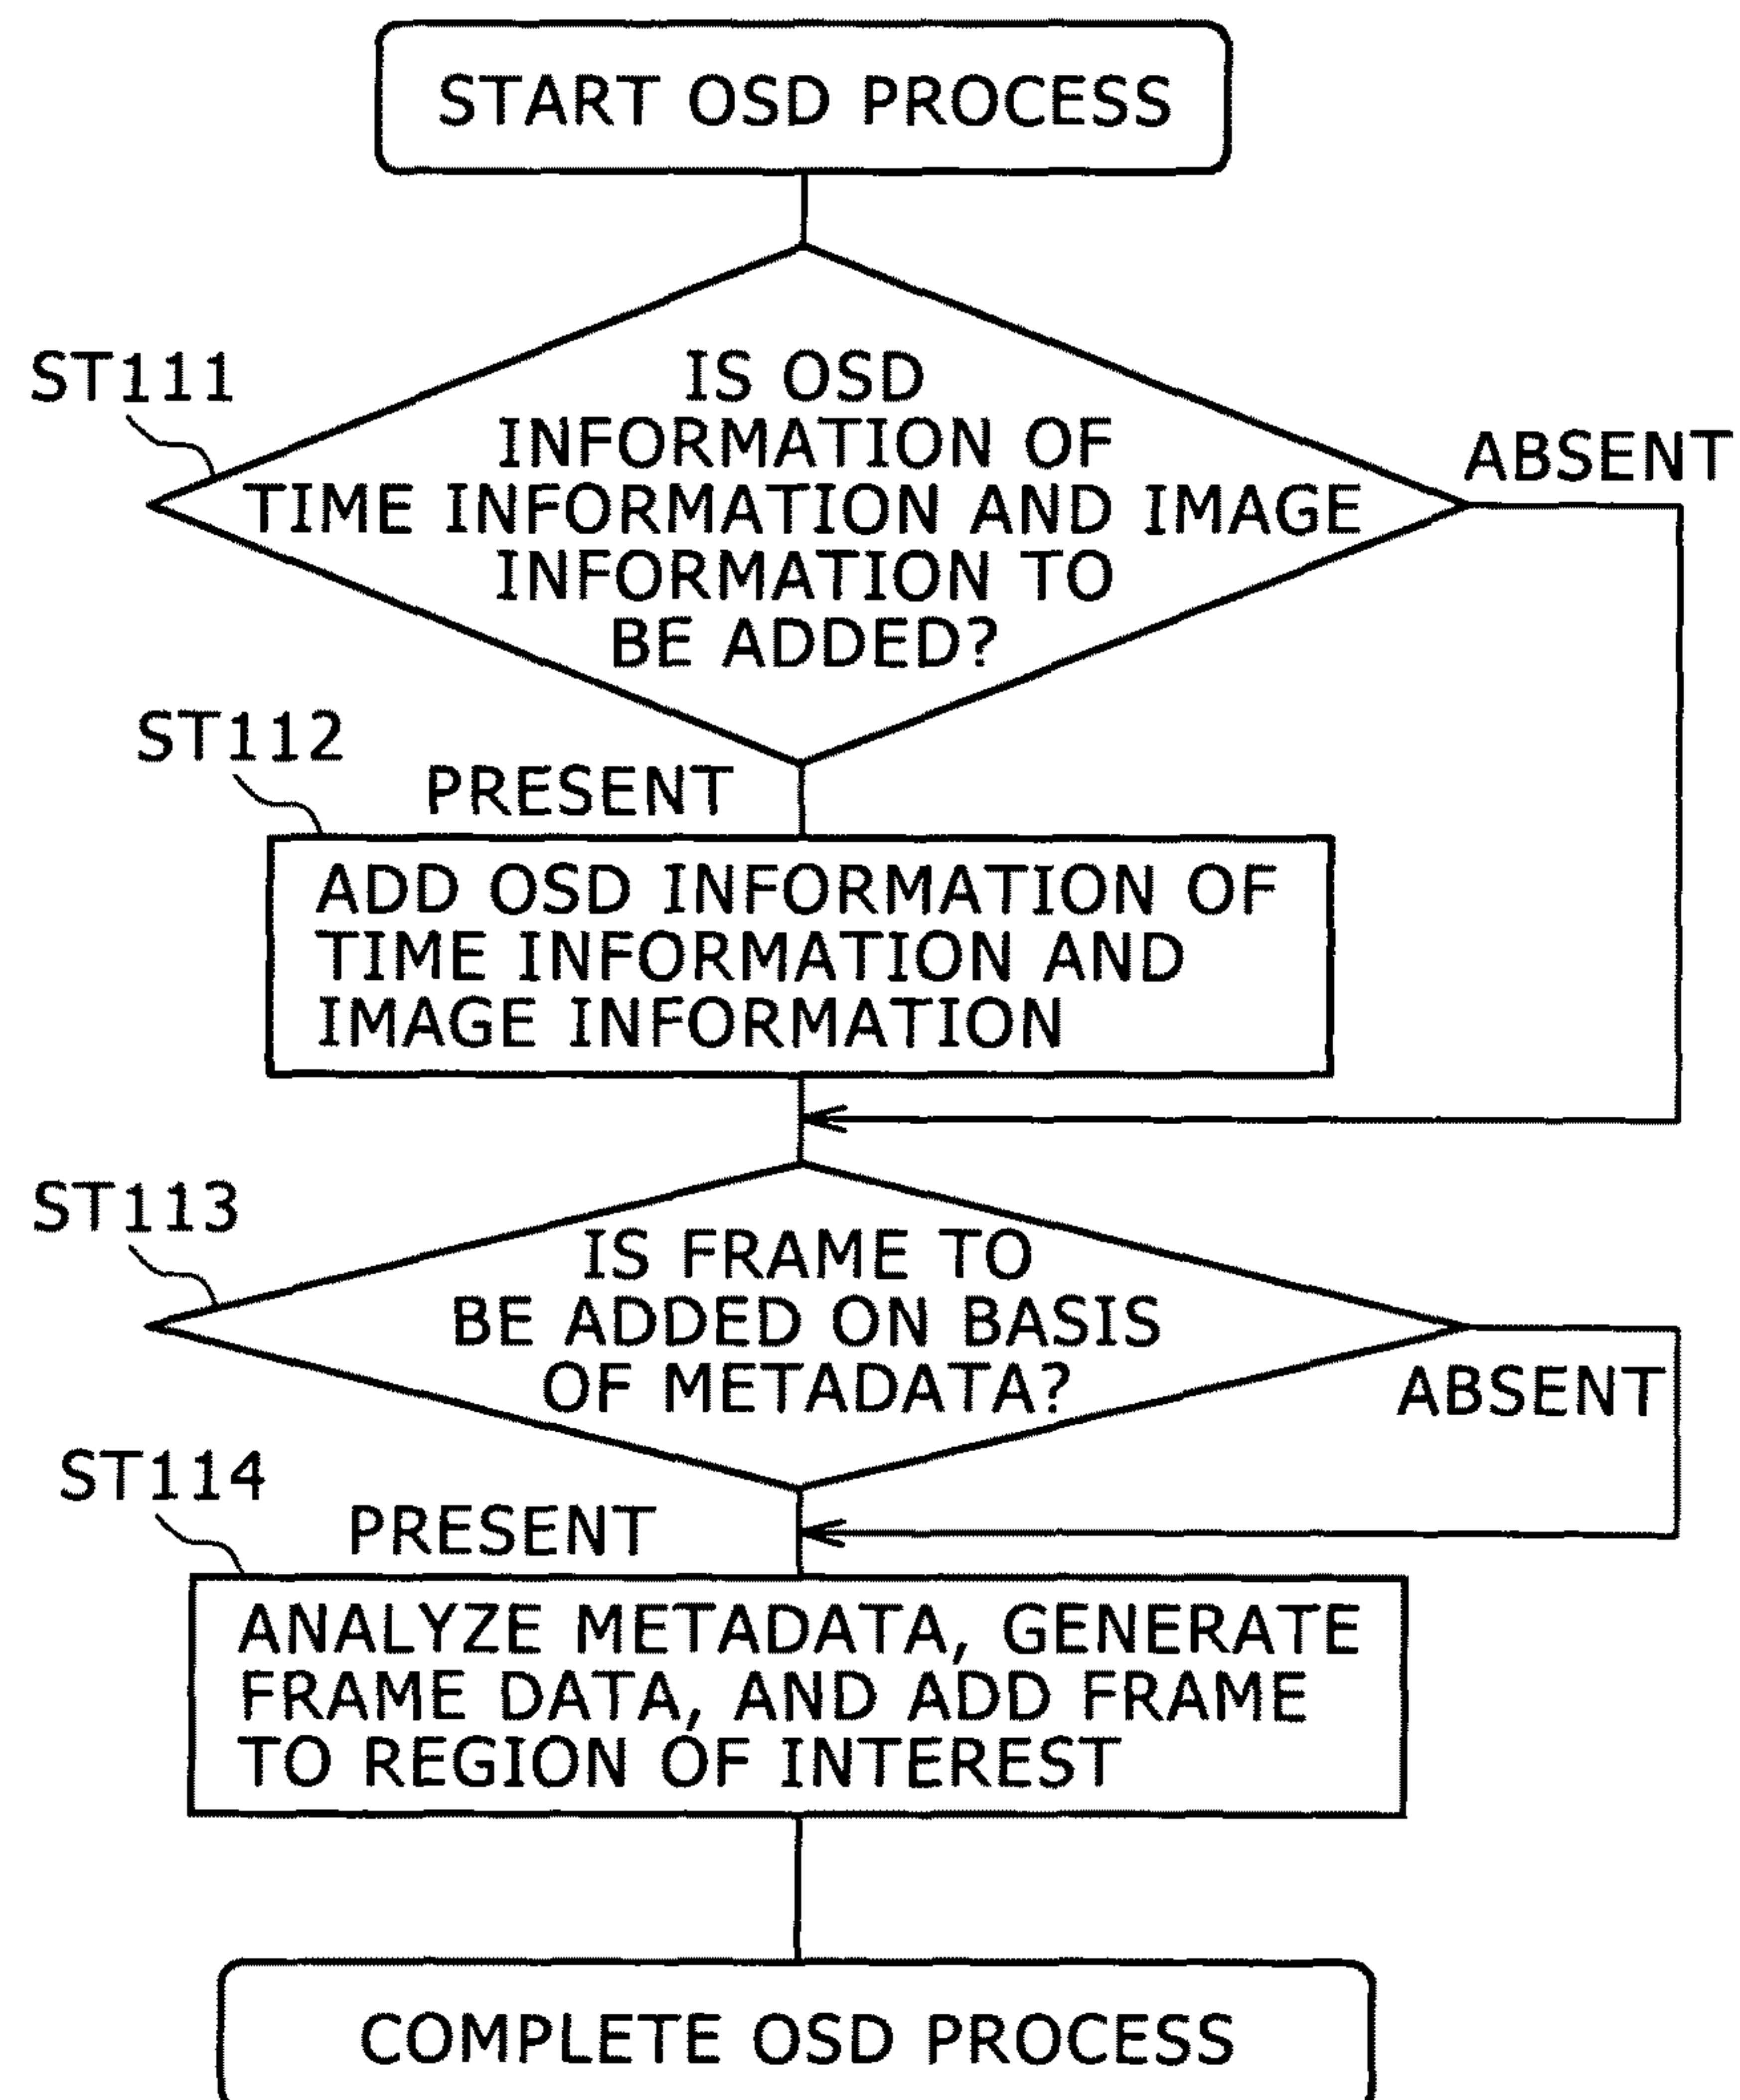 START OSD PROCESS
ST111
IS OSD
INFORMATION OF
TIME INFORMATION AND IMAGE
INFORMATION TO
BE ADDED?
ABSENT
ST112
PRESENT
ADD OSD INFORMATION OF
TIME INFORMATION AND
IMAGE INFORMATION
ST113
IS FRAME TO
BE ADDED ON BASIS
OF METADATA?
ABSENT
ST114
PRESENT
ANALYZE METADATA, GENERATE
FRAME DATA, AND ADD FRAME
TO REGION OF INTEREST
COMPLETE OSD PROCESS